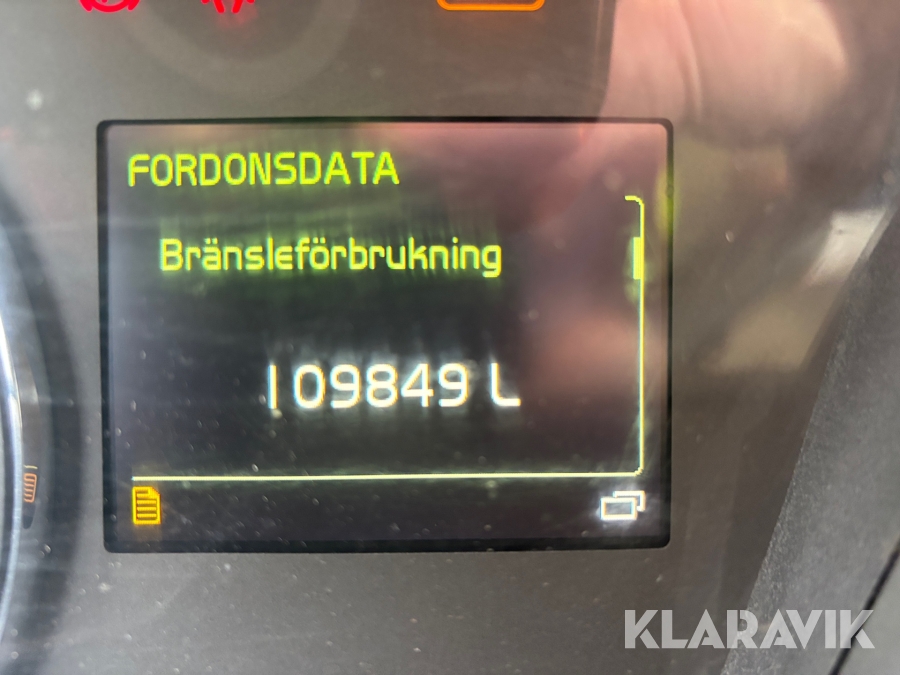 FORDONSDATA
Bränsleförbrukning
109849 L
KLARAVIK